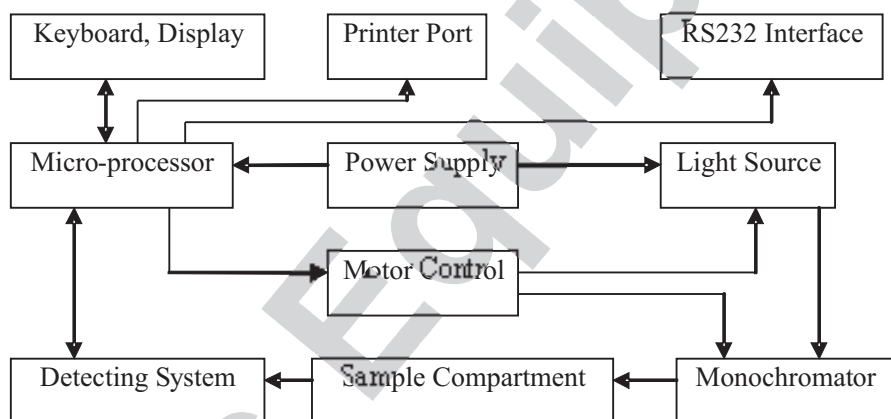 Keyboard, Display
Printer Port
RS232 Interface
Micro-processor
Power Supply
Light Source
Motor Control
Detecting System
Sample Compartment
Monochromator
Equip